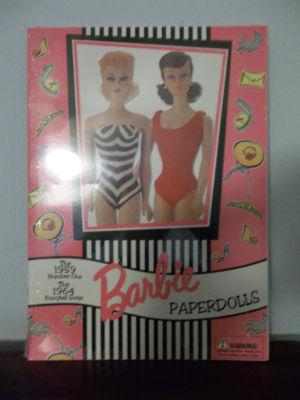 The
1959
Number One
The
1964
Ponytail Swirl
Barbie
PAPERDOLLS